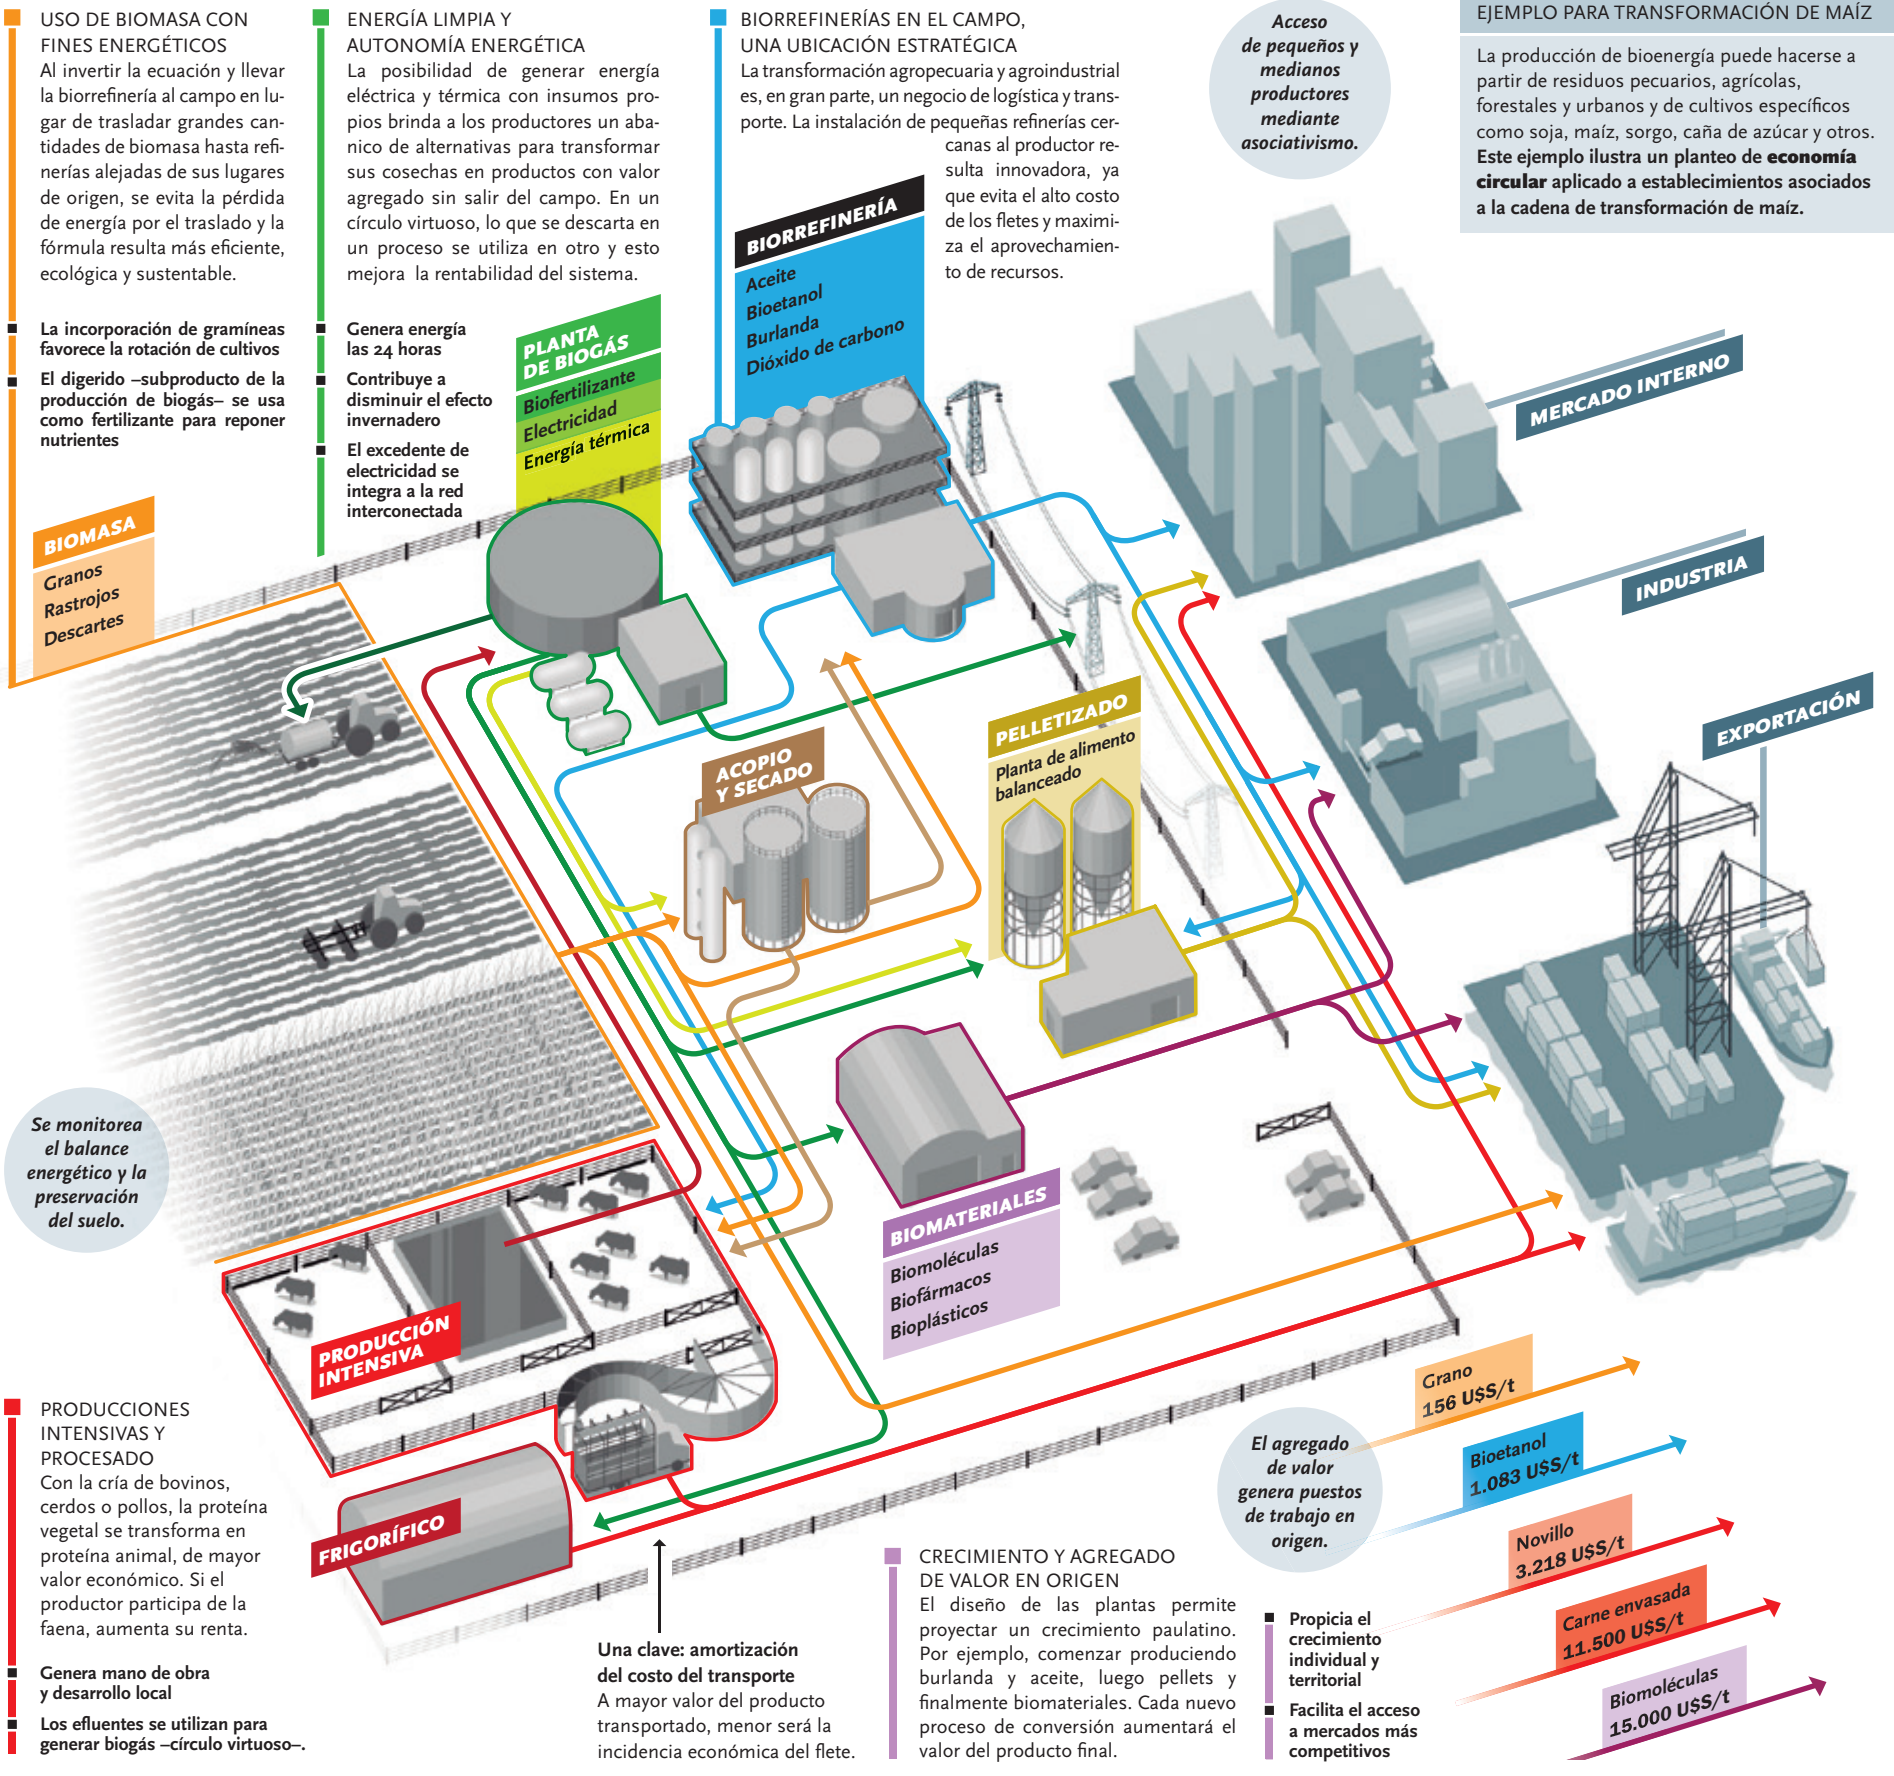 USO DE BIOMASA CON
FINES ENERGÉTICOS
Al invertir la ecuación y llevar
la biorrefinería al campo en lu-
gar de trasladar grandes can-
tidades de biomasa hasta refi-
nerías alejadas de sus lugares
de origen, se evita la pérdida
de energía por el traslado y la
fórmula resulta más eficiente,
ecológica y sustentable.
La incorporación de gramíneas
favorece la rotación de cultivos
El digerido –subproducto de la
producción de biogás– se usa
como fertilizante para reponer
nutrientes
BIOMASA
Granos
Rastrojos
Descartes
ENERGÍA LIMPIA Y
AUTONOMÍA ENERGÉTICA
La posibilidad de generar energía
eléctrica y térmica con insumos pro-
pios brinda a los productores un aba-
nico de alternativas para transformar
sus cosechas en productos con valor
agregado sin salir del campo. En un
círculo virtuoso, lo que se descarta en
un proceso se utiliza en otro y esto
mejora la rentabilidad del sistema.
Genera energía
las 24 horas
Contribuye a
disminuir el efecto
invernadero
El excedente de
electricidad se
integra a la red
interconectada
PLANTA
DE BIOGÁS
Biofertilizante
Electricidad
Energía térmica
BIORREFINERÍAS EN EL CAMPO,
UNA UBICACIÓN ESTRATÉGICA
La transformación agropecuaria y agroindustrial
es, en gran parte, un negocio de logística y trans-
porte. La instalación de pequeñas refinerías cer-
canas al productor re-
sulta innovadora, ya
que evita el alto costo
de los fletes y maximi-
za el aprovechamien-
to de recursos.
BIORREFINERÍA
Aceite
Bioetanol
Burlanda
Dióxido de carbono
Acceso
de pequeños y
medianos
productores
mediante
asociativismo.
EJEMPLO PARA TRANSFORMACIÓN DE MAÍZ
La producción de bioenergía puede hacerse a
partir de residuos pecuarios, agrícolas,
forestales y urbanos y de cultivos específicos
como soja, maíz, sorgo, caña de azúcar y otros.
Este ejemplo ilustra un planteo de economía
circular aplicado a establecimientos asociados
a la cadena de transformación de maíz.
MERCADO INTERNO
INDUSTRIA
EXPORTACIÓN
ACOPIO
Y SECADO
PELLETIZADO
Planta de alimento
balanceado
Se monitorea
el balance
energético y la
preservación
del suelo.
BIOMATERIALES
Biomoléculas
Biofármacos
Bioplásticos
PRODUCCIÓN
INTENSIVA
FRIGORÍFICO
PRODUCCIONES
INTENSIVAS Y
PROCESADO
Con la cría de bovinos,
cerdos o pollos, la proteína
vegetal se transforma en
proteína animal, de mayor
valor económico. Si el
productor participa de la
faena, aumenta su renta.
Genera mano de obra
y desarrollo local
Los efluentes se utilizan para
generar biogás –círculo virtuoso–.
Una clave: amortización
del costo del transporte
A mayor valor del producto
transportado, menor será la
incidencia económica del flete.
CRECIMIENTO Y AGREGADO
DE VALOR EN ORIGEN
El diseño de las plantas permite
proyectar un crecimiento paulatino.
Por ejemplo, comenzar produciendo
burlanda y aceite, luego pellets y
finalmente biomateriales. Cada nuevo
proceso de conversión aumentará el
valor del producto final.
El agregado
de valor
genera puestos
de trabajo en
origen.
Propicia el
crecimiento
individual y
territorial
Facilita el acceso
a mercados más
competitivos
Grano
156 U$S/t
Bioetanol
1.083 U$S/t
Novillo
3.218 U$S/t
Carne envasada
11.500 U$S/t
Biomoléculas
15.000 U$S/t